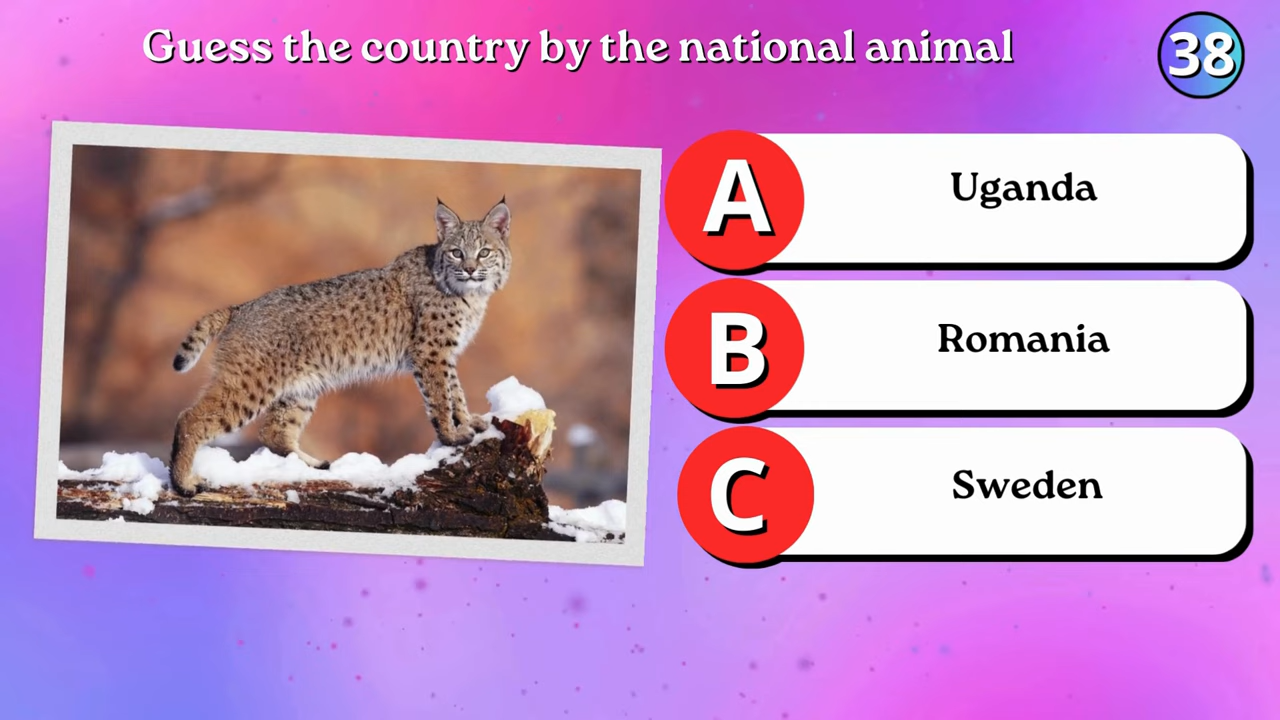 Guess the country by the national animal
38
A
Uganda
B
Romania
C
Sweden